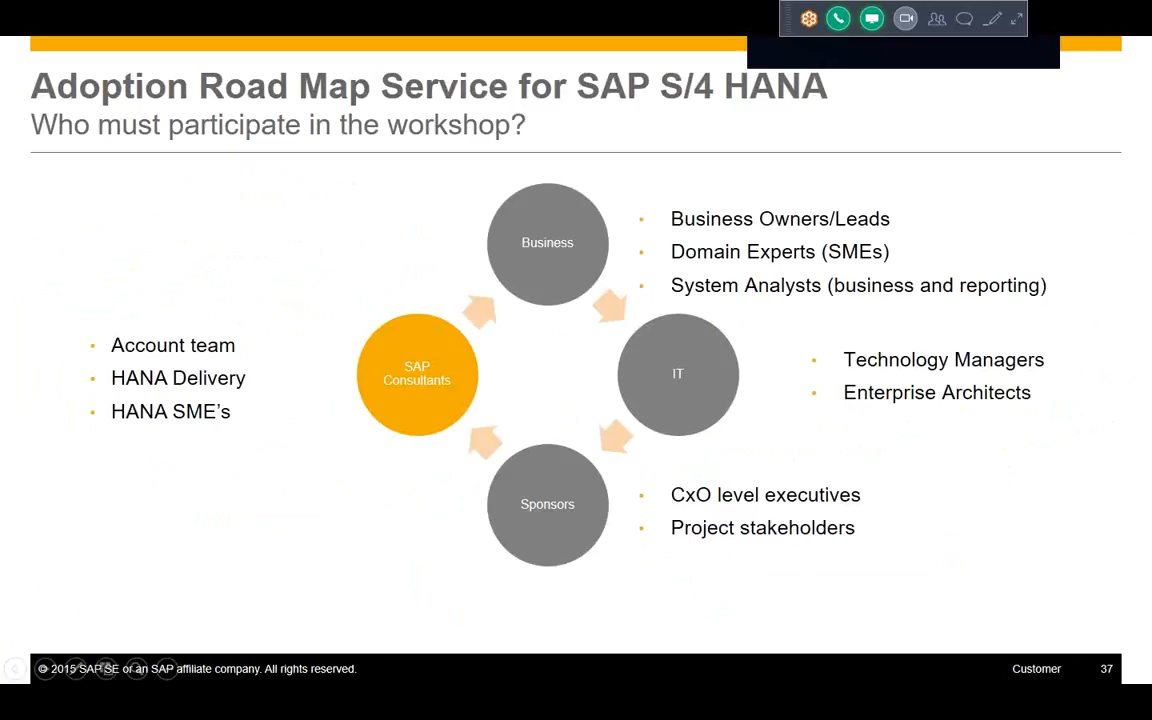 Adoption Road Map Service for SAP S/4 HANA
Who must participate in the workshop?
Business
• Business Owners/Leads
• Domain Experts (SMEs)
• System Analysts (business and reporting)
• Account team
• HANA Delivery
• HANA SME's
SAP
Consultants
IT
• Technology Managers
• Enterprise Architects
Sponsors
• CxO level executives
• Project stakeholders
© 2015 SAP SE or an SAP affiliate company. All rights reserved.
Customer
37